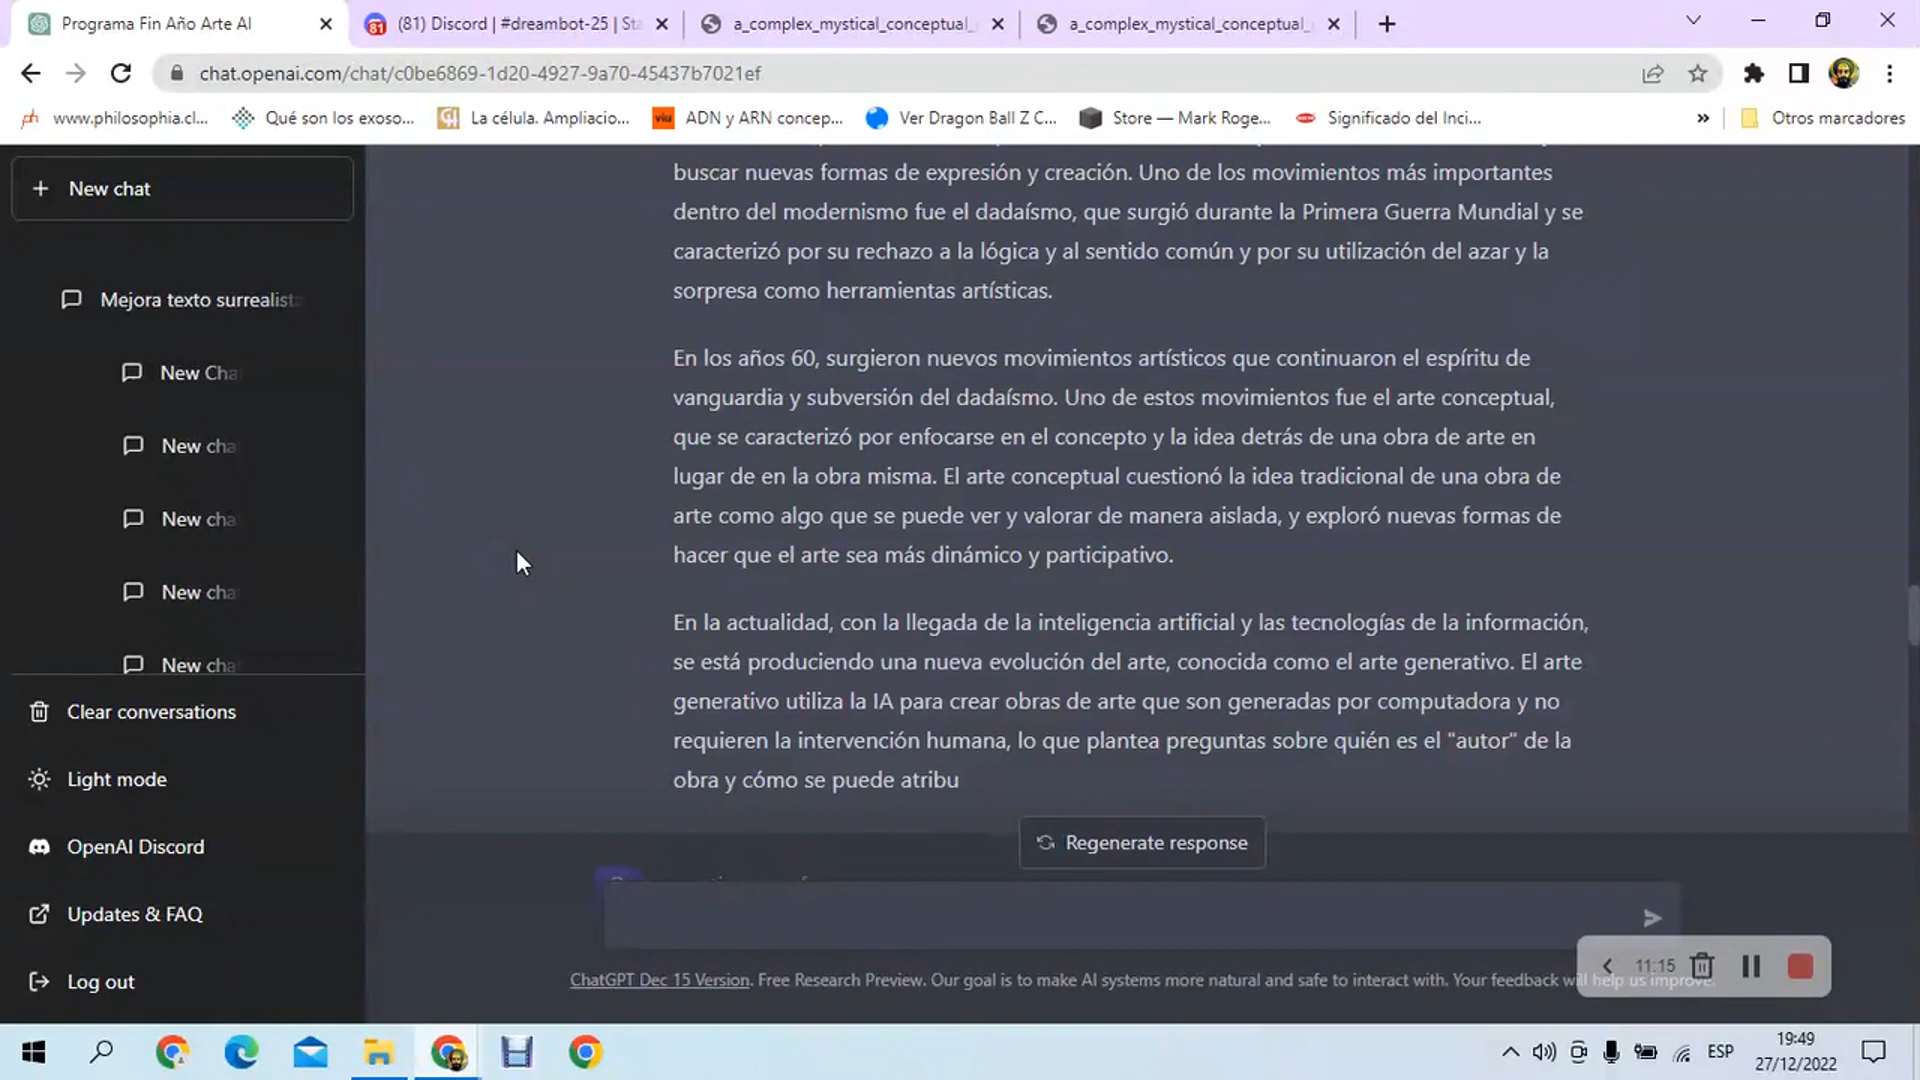 Programa Fin Año Arte AI
(81) Discord | #dreambot-25 | Sta
a_complex_mystical_conceptual_
a_complex_mystical_conceptual_
chat.openai.com/chat/c0be6869-1d20-4927-9a70-45437b7021ef
www.philosophia.cl...
Qué son los exoso...
La célula. Ampliacio...
viu
ADN y ARN concep...
Ver Dragon Ball Z C...
Store — Mark Roge...
Significado del Inci...
»
Otros marcadores
New chat
Mejora texto surrealista
New Cha
New cha
New cha
New cha
New cha
Clear conversations
Light mode
OpenAI Discord
Updates & FAQ
Log out
buscar nuevas formas de expresión y creación. Uno de los movimientos más importantes
dentro del modernismo fue el dadaísmo, que surgió durante la Primera Guerra Mundial y se
caracterizó por su rechazo a la lógica y al sentido común y por su utilización del azar y la
sorpresa como herramientas artísticas.
En los años 60, surgieron nuevos movimientos artísticos que continuaron el espíritu de
vanguardia y subversión del dadaísmo. Uno de estos movimientos fue el arte conceptual,
que se caracterizó por enfocarse en el concepto y la idea detrás de una obra de arte en
lugar de en la obra misma. El arte conceptual cuestionó la idea tradicional de una obra de
arte como algo que se puede ver y valorar de manera aislada, y exploró nuevas formas de
hacer que el arte sea más dinámico y participativo.
En la actualidad, con la llegada de la inteligencia artificial y las tecnologías de la información,
se está produciendo una nueva evolución del arte, conocida como el arte generativo. El arte
generativo utiliza la IA para crear obras de arte que son generadas por computadora y no
requieren la intervención humana, lo que plantea preguntas sobre quién es el "autor" de la
obra y cómo se puede atribu
Regenerate response
11:15
ChatGPT Dec 15 Version. Free Research Preview. Our goal is to make AI systems more natural and safe to interact with. Your feedback will help us improve.
ESP
19:49
27/12/2022